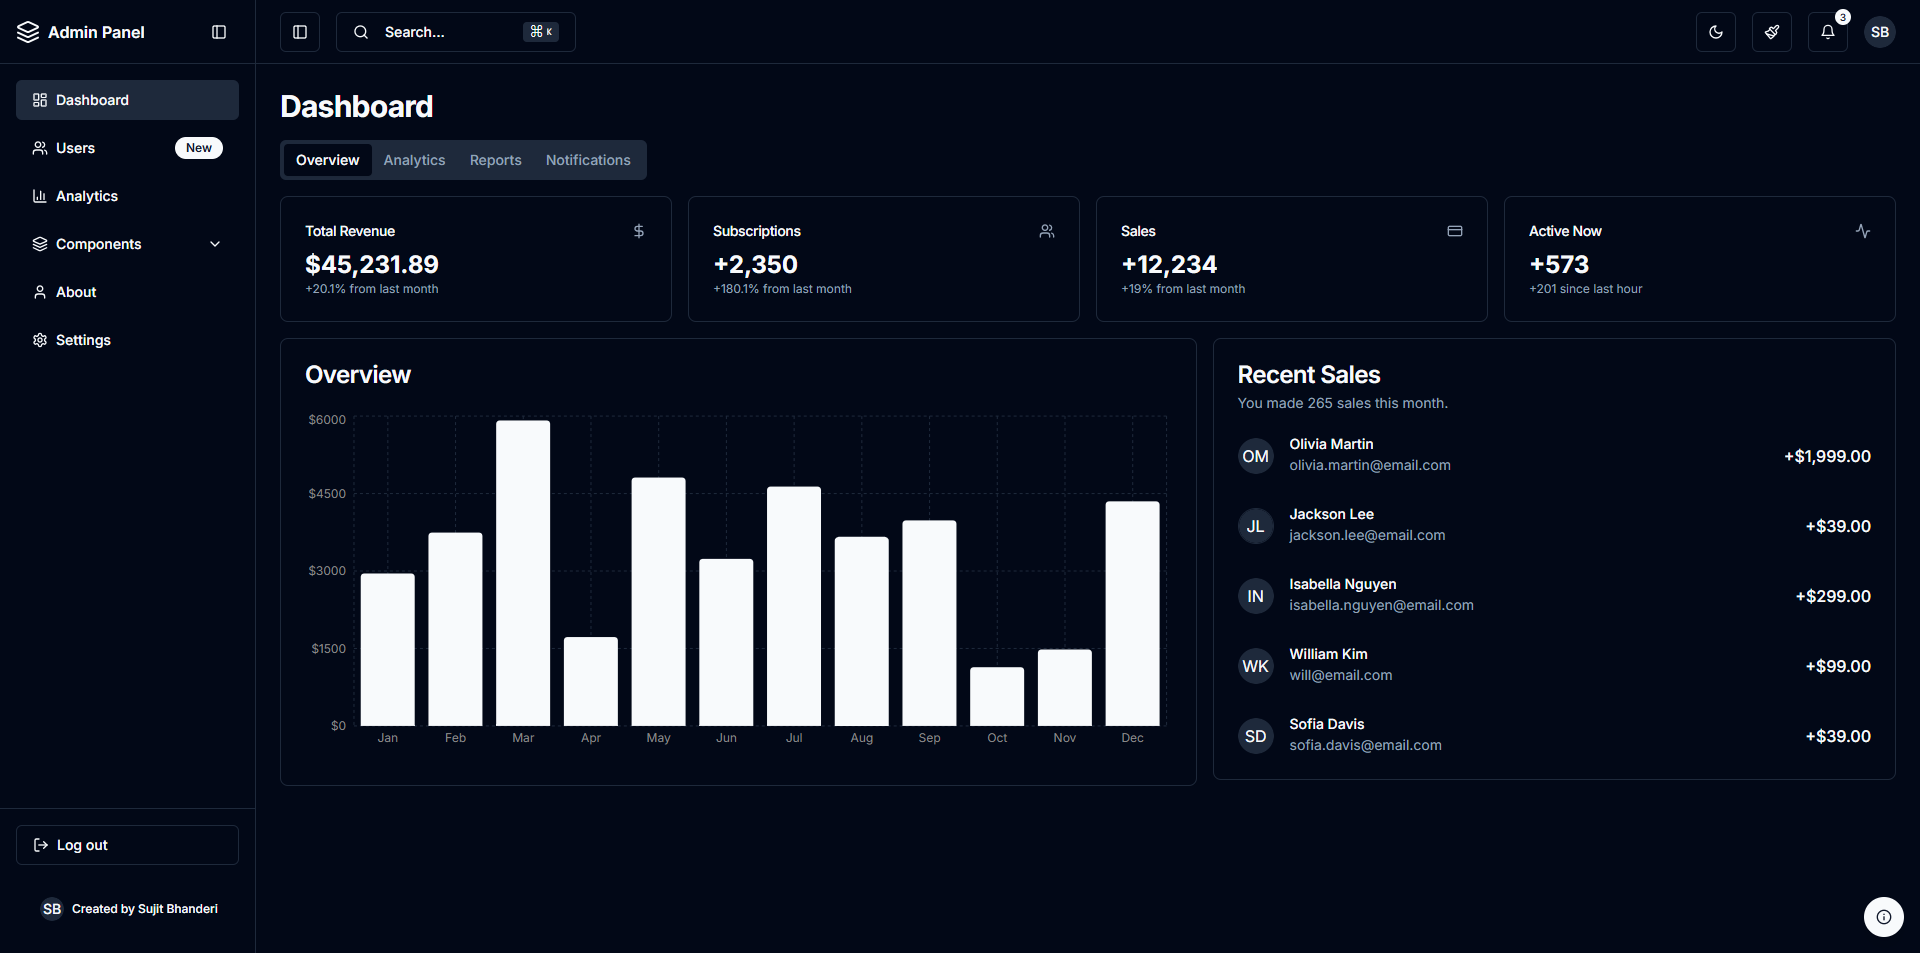 Admin Panel
Search...
⌘ K
3
SB
Dashboard
Users
New
Analytics
Components
About
Settings
Log out
SB
Created by Sujit Bhanderi
Dashboard
Overview
Analytics
Reports
Notifications
Total Revenue
$45,231.89
+20.1% from last month
Subscriptions
+2,350
+180.1% from last month
Sales
+12,234
+19% from last month
Active Now
+573
+201 since last hour
Overview
$6000
$4500
$3000
$1500
$0
Jan Feb Mar Apr May Jun Jul Aug Sep Oct Nov Dec
Recent Sales
You made 265 sales this month.
OM
Olivia Martin
olivia.martin@email.com
+$1,999.00
JL
Jackson Lee
jackson.lee@email.com
+$39.00
IN
Isabella Nguyen
isabella.nguyen@email.com
+$299.00
WK
William Kim
will@email.com
+$99.00
SD
Sofia Davis
sofia.davis@email.com
+$39.00